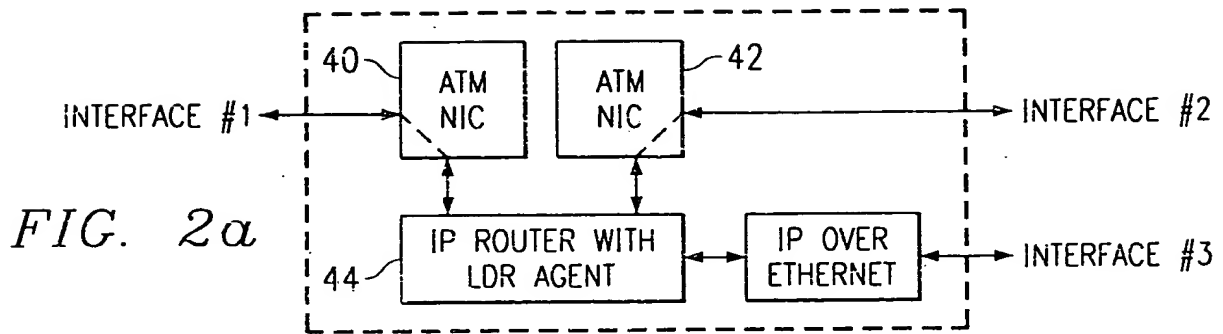 40
ATM
NIC
42
ATM
NIC
INTERFACE #1
INTERFACE #2
FIG. 2a
44
IP ROUTER WITH
LDR AGENT
IP OVER
ETHERNET
INTERFACE #3